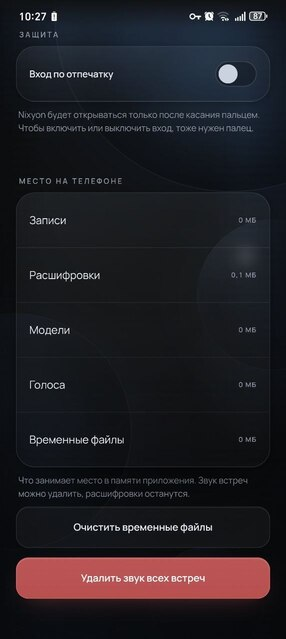 10:27
87
ЗАЩИТА
Вход по отпечатку
Nixyon будет открываться только после касания пальцем.
Чтобы включить или выключить вход, тоже нужен палец.
МЕСТО НА ТЕЛЕФОНЕ
Записи 0 МБ
Расшифровки 0,1 МБ
Модели 0 МБ
Голоса 0 МБ
Временные файлы 0 МБ
Что занимает место в памяти приложения. Звук встреч
можно удалить, расшифровки останутся.
Очистить временные файлы
Удалить звук всех встреч